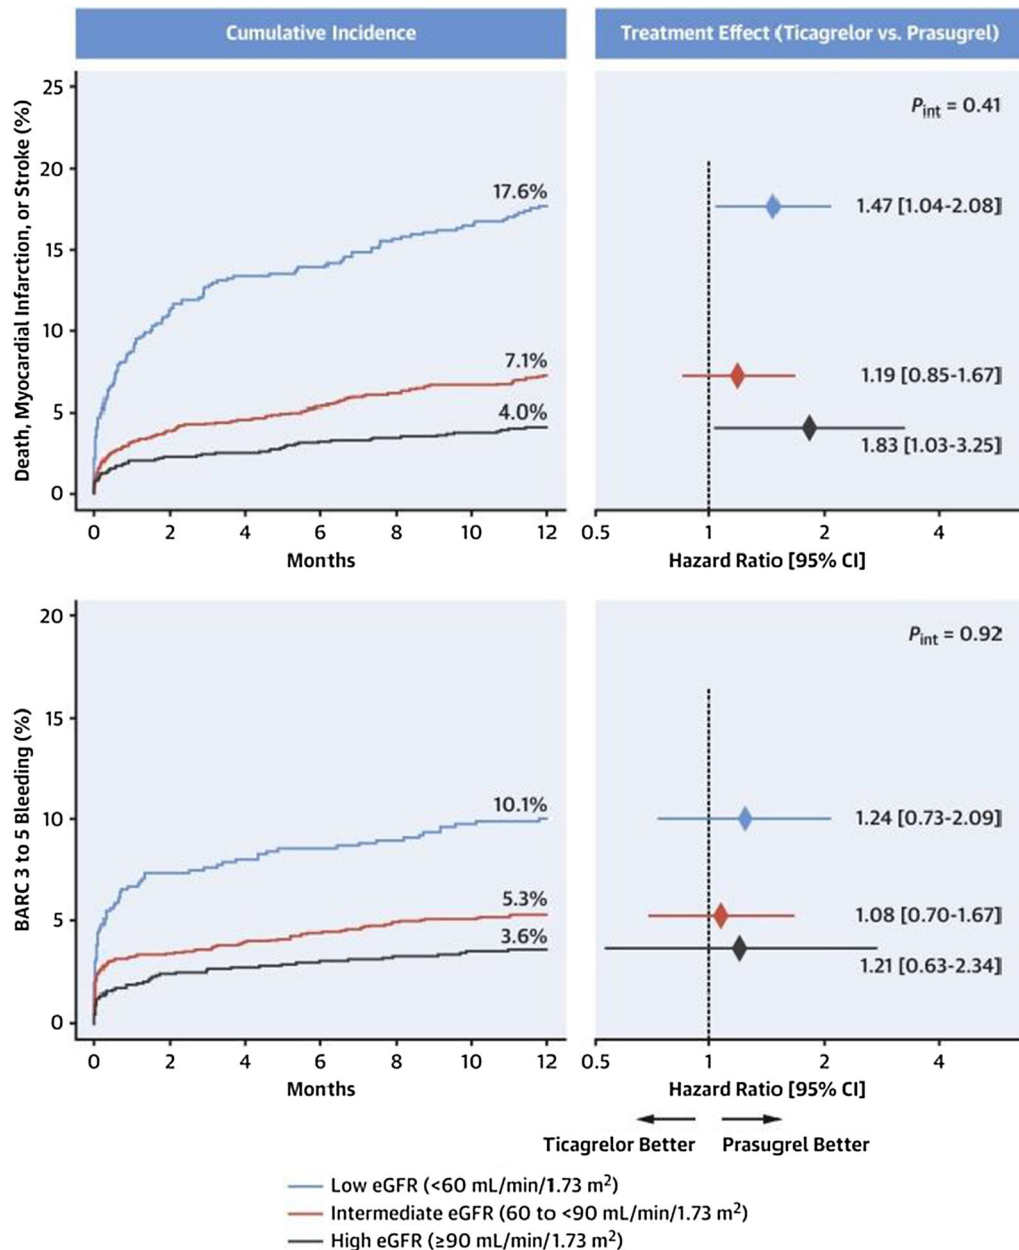 Cumulative Incidence
Treatment Effect (Ticagrelor vs. Prasugrel)
Death, Myocardial Infarction, or Stroke (%)
25
20
15
10
5
0
17.6%
7.1%
4.0%
0 2 4 6 8 10 12
Months
P int = 0.41
1.47 [1.04-2.08]
1.19 [0.85-1.67]
1.83 [1.03-3.25]
0.5 1 2 4
Hazard Ratio [95% CI]
BARC 3 to 5 Bleeding (%)
20
15
10
5
0
10.1%
5.3%
3.6%
0 2 4 6 8 10 12
Months
P int = 0.92
1.24 [0.73-2.09]
1.08 [0.70-1.67]
1.21 [0.63-2.34]
0.5 1 2 4
Hazard Ratio [95% CI]
Ticagrelor Better Prasugrel Better
Low eGFR (<60 mL/min/1.73 m²)
Intermediate eGFR (60 to <90 mL/min/1.73 m²)
High eGFR (≥90 mL/min/1.73 m²)